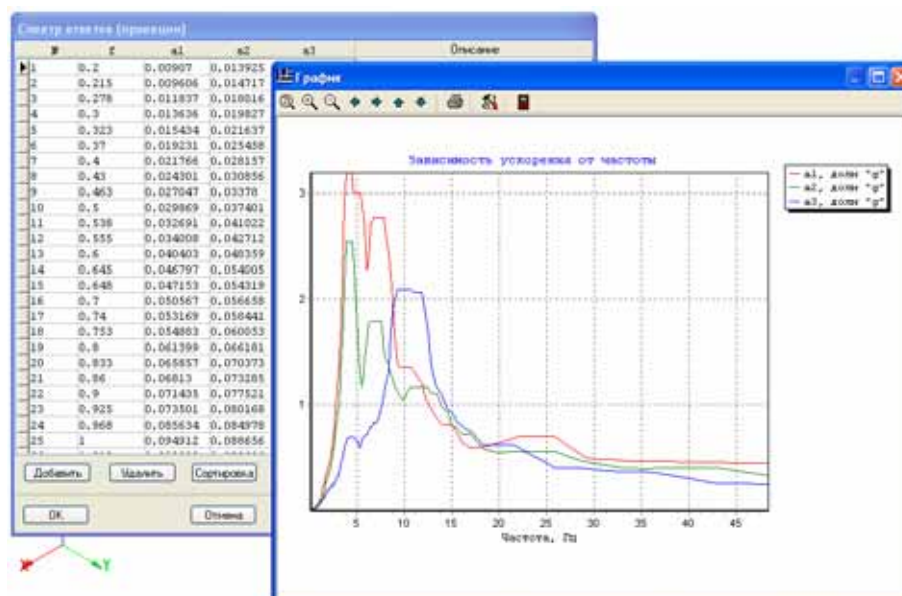 Спектр ответов (проекции)
№ f a1 a2 a3 Описание
1 0.2 0.00907 0.013925
2 0.215 0.009606 0.014717
3 0.278 0.011837 0.018016
4 0.3 0.013636 0.019827
5 0.323 0.015434 0.021637
6 0.37 0.019231 0.025458
7 0.4 0.021766 0.028157
8 0.43 0.024301 0.030856
9 0.463 0.027047 0.03378
10 0.5 0.029869 0.037401
11 0.538 0.032691 0.041022
12 0.555 0.034008 0.042712
13 0.6 0.040403 0.048359
14 0.645 0.046797 0.054005
15 0.648 0.047153 0.054319
16 0.7 0.050567 0.056658
17 0.74 0.053169 0.058441
18 0.753 0.054883 0.060053
19 0.8 0.061399 0.066181
20 0.833 0.065857 0.070373
21 0.86 0.06813 0.073285
22 0.9 0.071435 0.077521
23 0.925 0.073501 0.080168
24 0.968 0.085634 0.084978
25 1 0.094912 0.088656
Добавить Удалить Сортировка
OK Отмена
X Y
График
Зависимость ускорения от частоты
a1, доли "g"
a2, доли "g"
a3, доли "g"
3
2
1
5 10 15 20 25 30 35 40 45
Частота, Гц